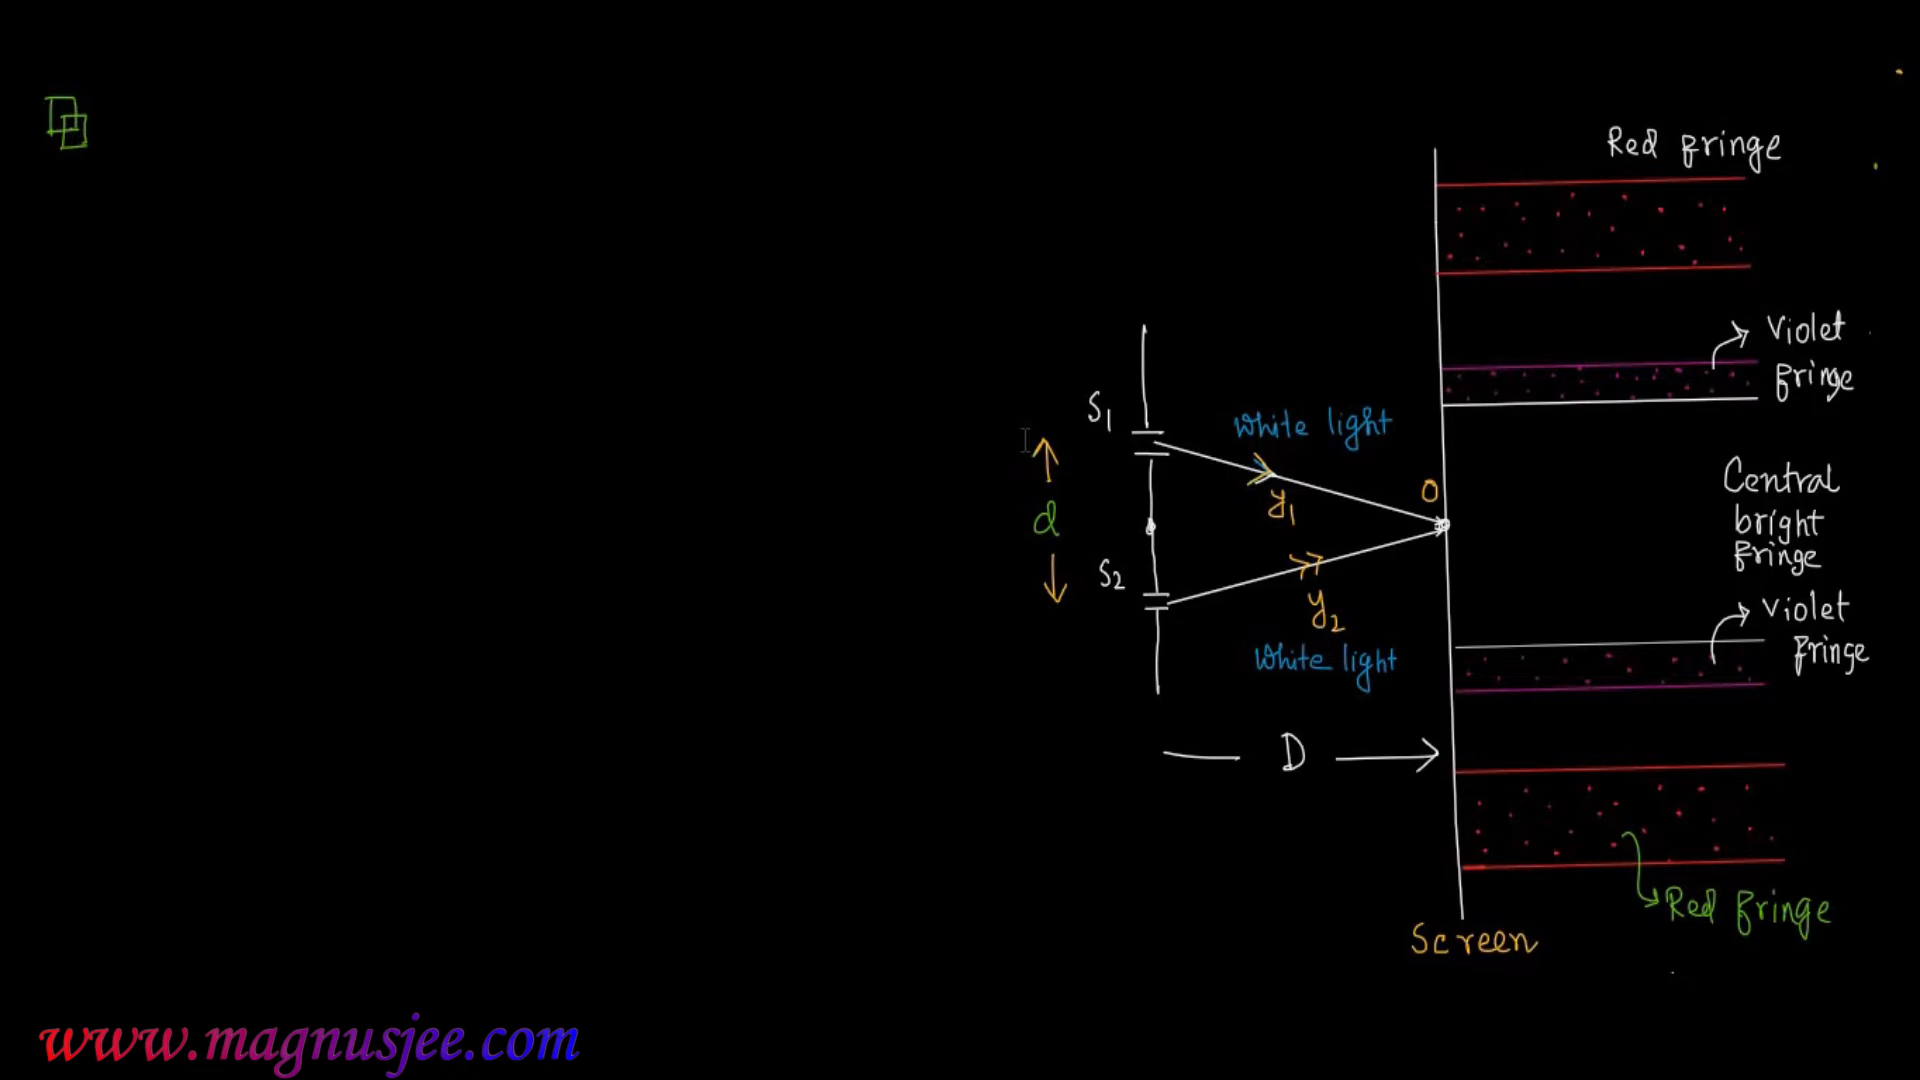 Red fringe
Violet
fringe
S1
White light
y1
O
Central
bright
fringe
d
S2
y2
Violet
fringe
White light
D
Red fringe
Screen
www.magnusjee.com